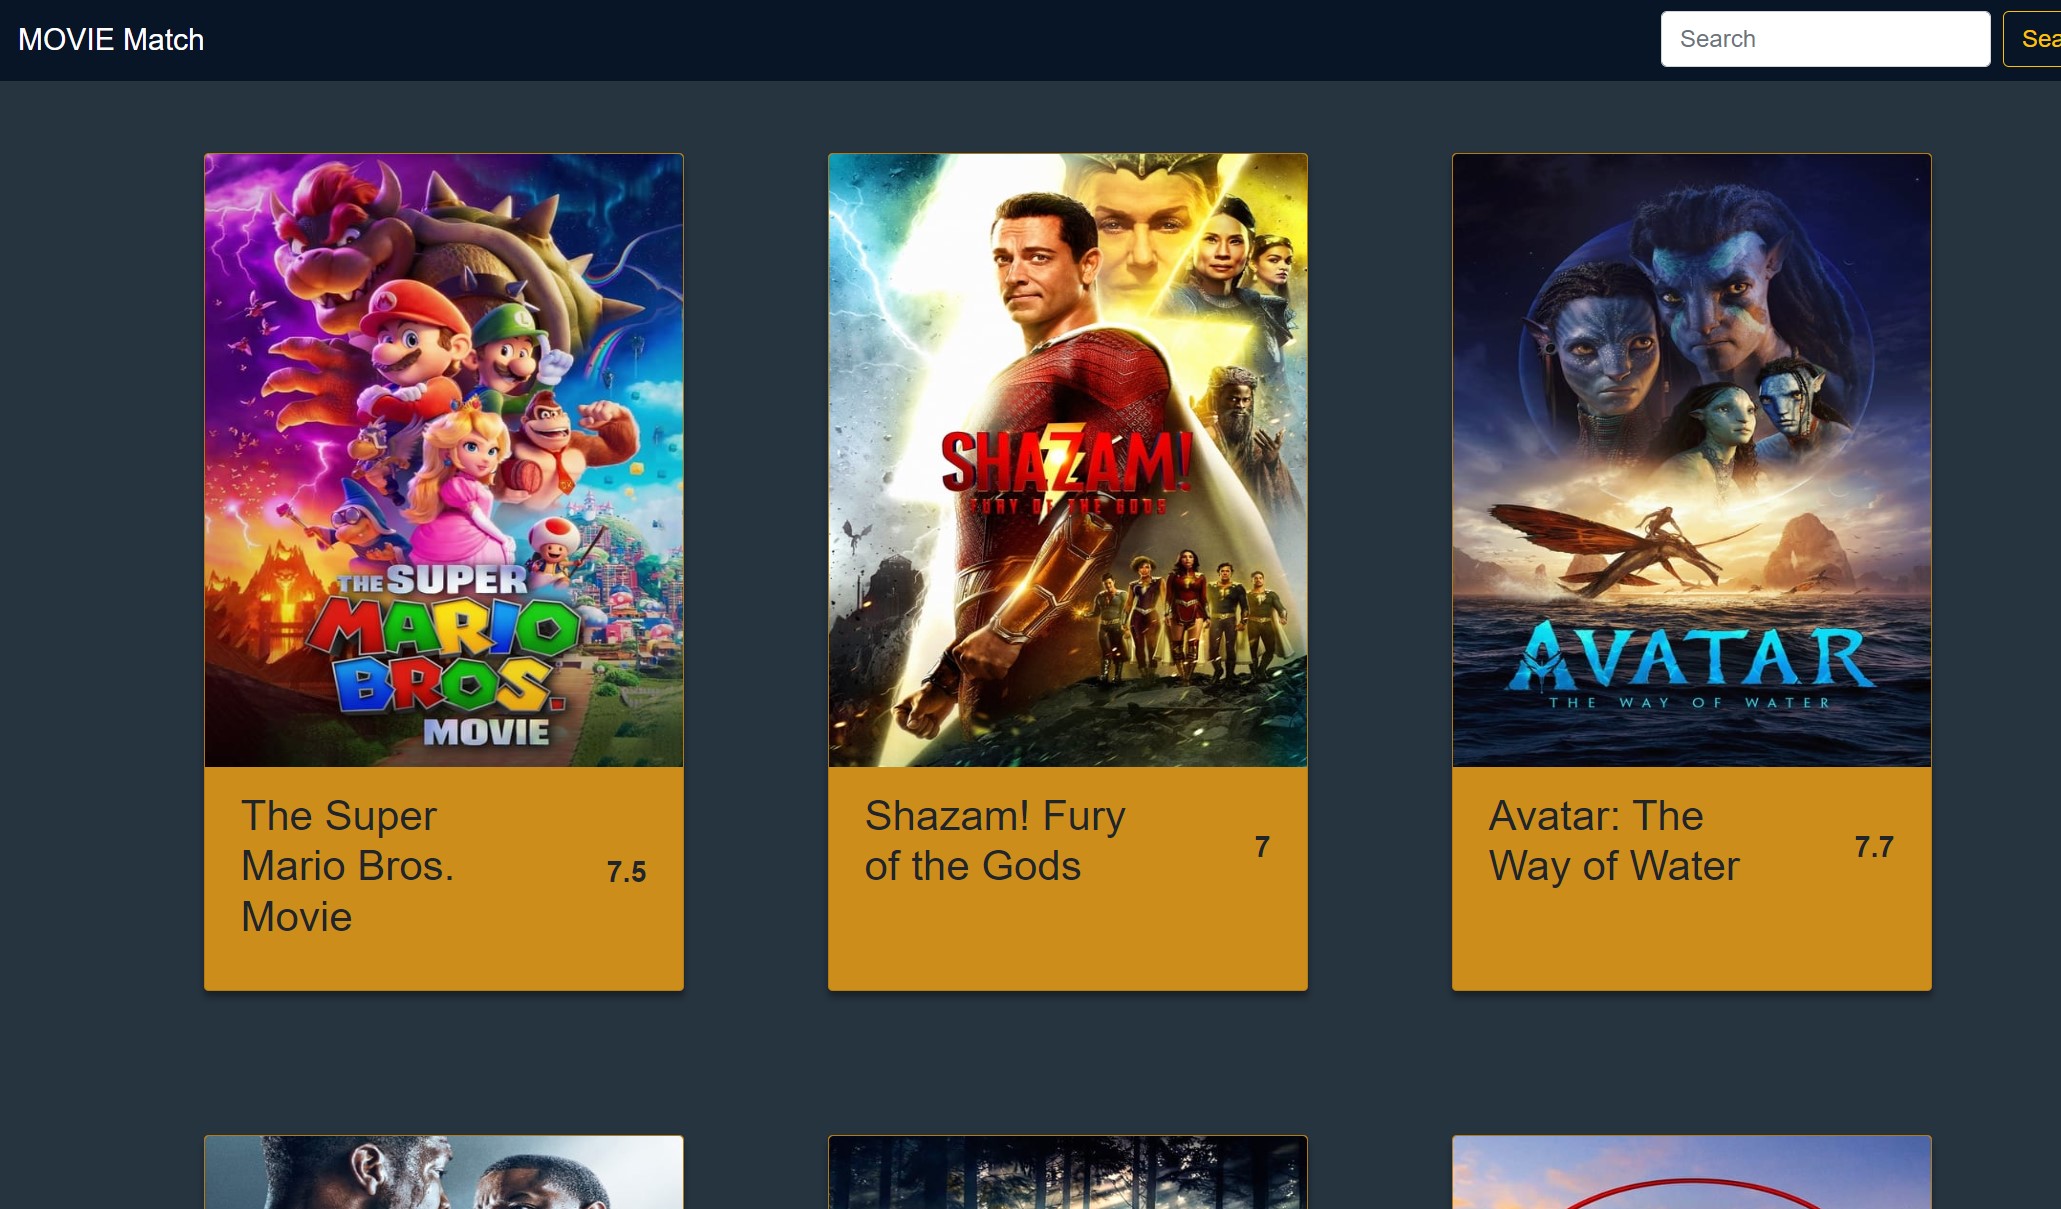 MOVIE Match
Search
Sea
THE SUPER
MARIO
BROS.
MOVIE
SHAZAM!
FURY OF THE GODS
AVATAR
THE WAY OF WATER
The Super
Mario Bros.
Movie
7.5
Shazam! Fury
of the Gods
7
Avatar: The
Way of Water
7.7